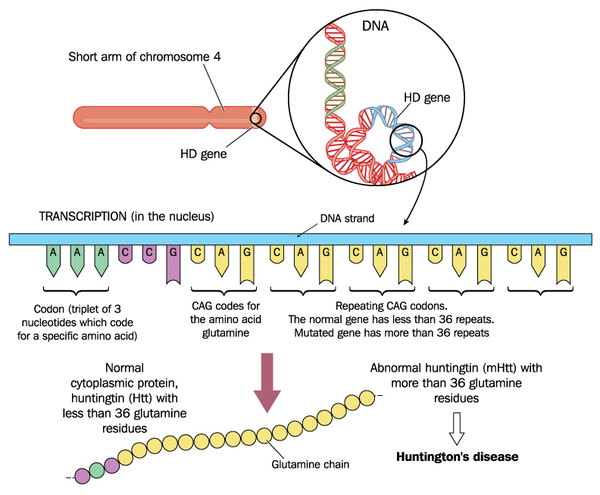 DNA
Short arm of chromosome 4
HD gene
HD gene
TRANSCRIPTION (in the nucleus)
DNA strand
A A A C C G C A G C A G C A G C A G C A G
Codon (triplet of 3
nucleotides which code
for a specific amino acid)
CAG codes for
the amino acid
glutamine
Repeating CAG codons.
The normal gene has less than 36 repeats.
Mutated gene has more than 36 repeats
Normal
cytoplasmic protein,
huntingtin (Htt) with
less than 36 glutamine
residues
Abnormal huntingtin (mHtt) with
more than 36 glutamine
residues
Glutamine chain
Huntington's disease